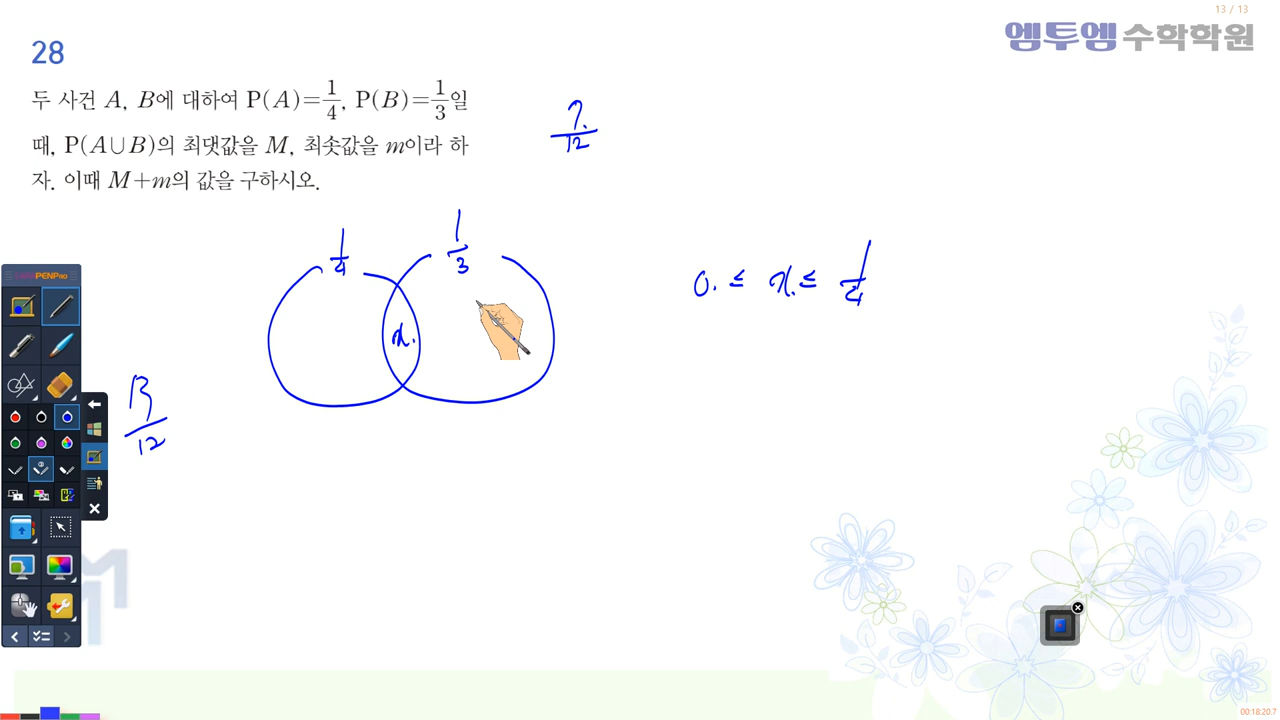 13 / 13
엠투엠수학학원
28
두 사건 A, B에 대하여 P(A)=1/4, P(B)=1/3일
때, P(A∪B)의 최댓값을 M, 최솟값을 m이라 하
자. 이때 M+m의 값을 구하시오.
7/12
1/4
1/3
0 ≤ x ≤ 1/4
x
12
00:18:20.7